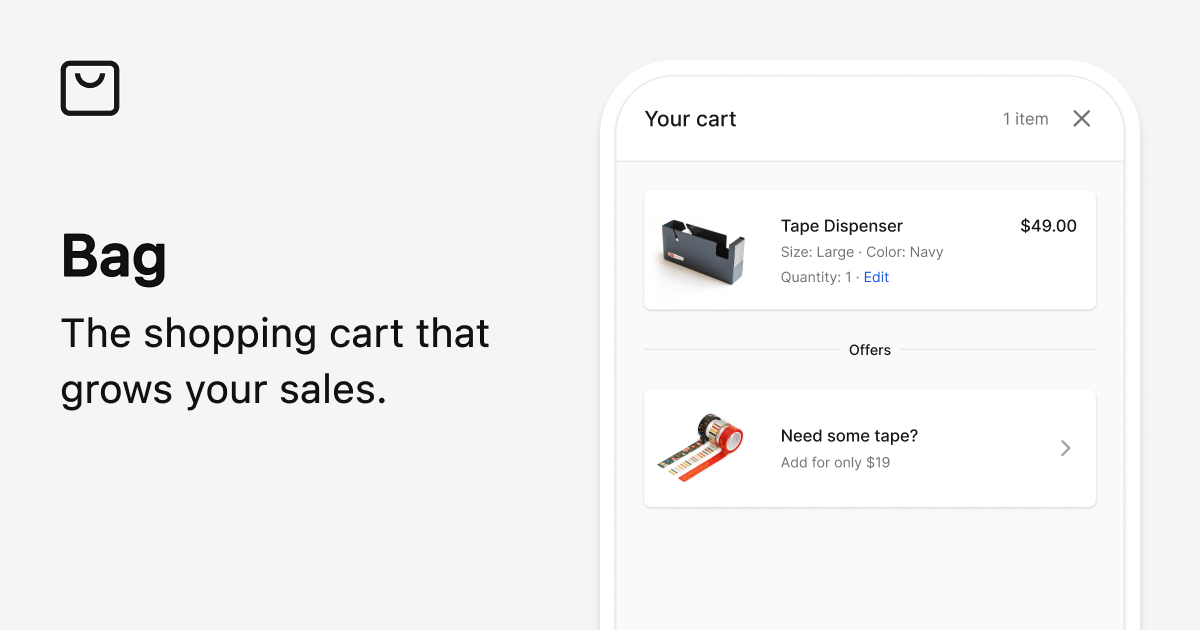 Bag
The shopping cart that
grows your sales.
Your cart
1 item
Tape Dispenser
$49.00
Size: Large · Color: Navy
Quantity: 1 · Edit
Offers
Need some tape?
Add for only $19